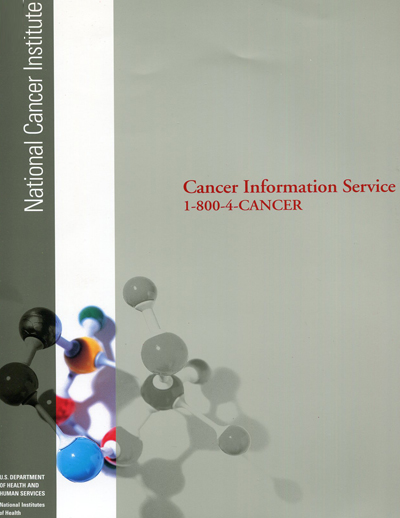 National Cancer Institute
Cancer Information Service
1-800-4-CANCER
U.S. DEPARTMENT
OF HEALTH AND
HUMAN SERVICES
National Institutes
of Health